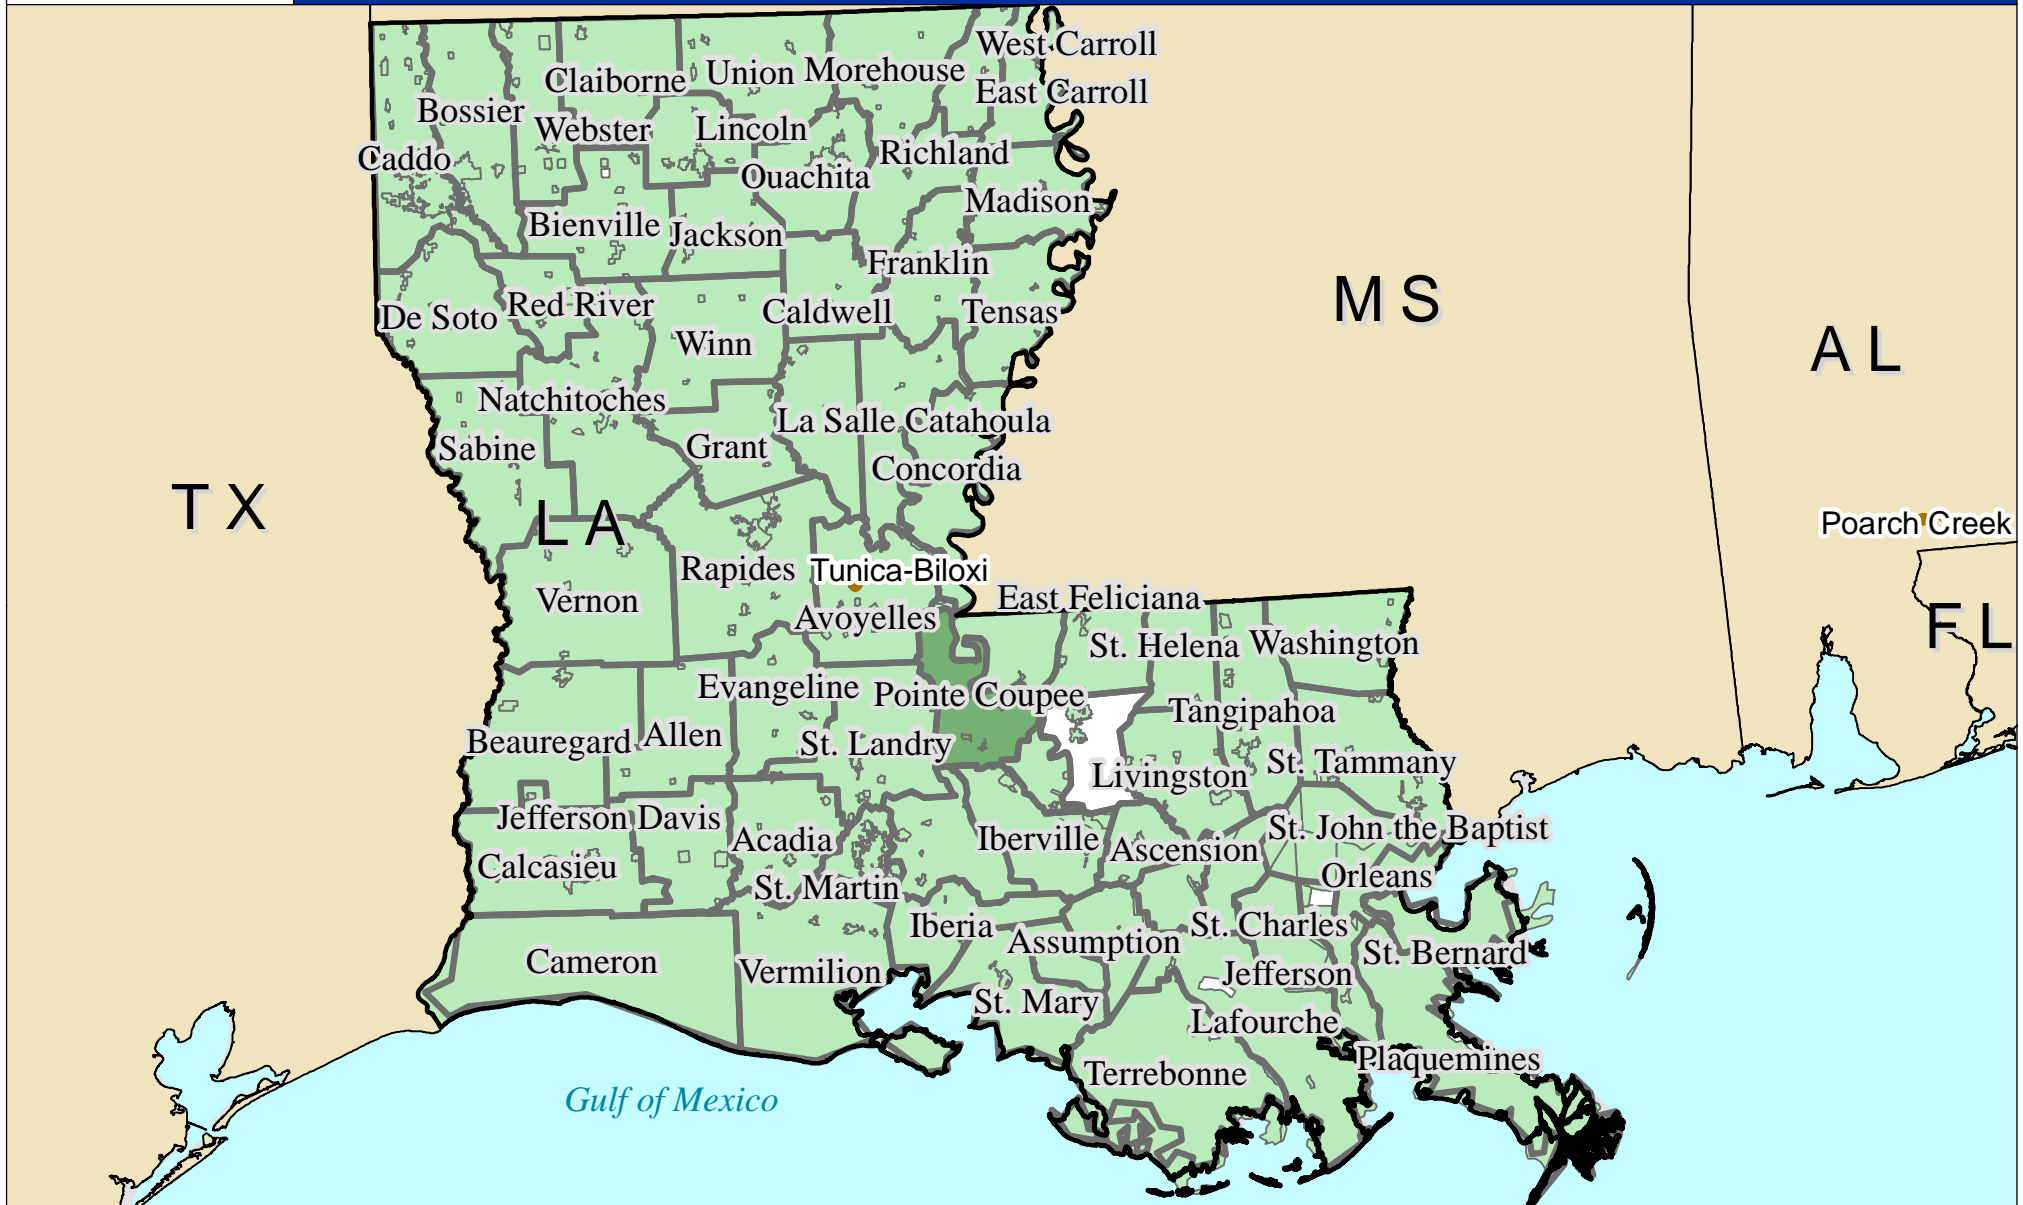 West Carroll
Claiborne
Union
Morehouse
East Carroll
Bossier
Webster
Lincoln
Caddo
Richland
Ouachita
Madison
Bienville
Jackson
Franklin
M S
De Soto
Red River
Caldwell
Tensas
Winn
A L
Natchitoches
La Salle
Catahoula
Sabine
Grant
Concordia
T X
L A
Poarch Creek
Rapides
Tunica-Biloxi
Vernon
East Feliciana
Avoyelles
F L
St. Helena
Washington
Evangeline
Pointe Coupee
Tangipahoa
Beauregard
Allen
St. Landry
Livingston
St. Tammany
Jefferson Davis
Acadia
Iberville
Ascension
St. John the Baptist
Calcasieu
St. Martin
Orleans
Iberia
Assumption
St. Charles
St. Bernard
Cameron
Vermilion
Jefferson
St. Mary
Lafourche
Terrebonne
Plaquemines
Gulf of Mexico